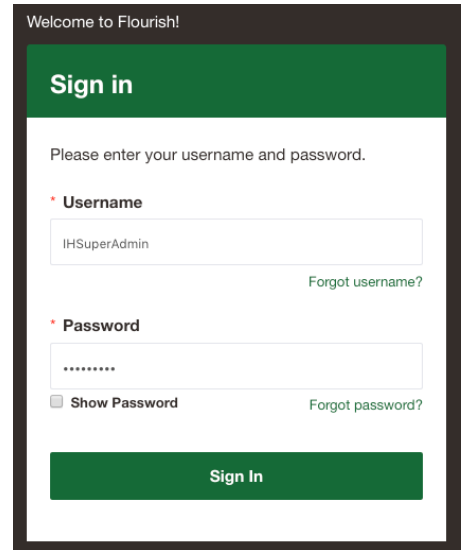 Welcome to Flourish!
Sign in
Please enter your username and password.
* Username
IHSuperAdmin
Forgot username?
* Password
•••••••••
Show Password
Forgot password?
Sign In